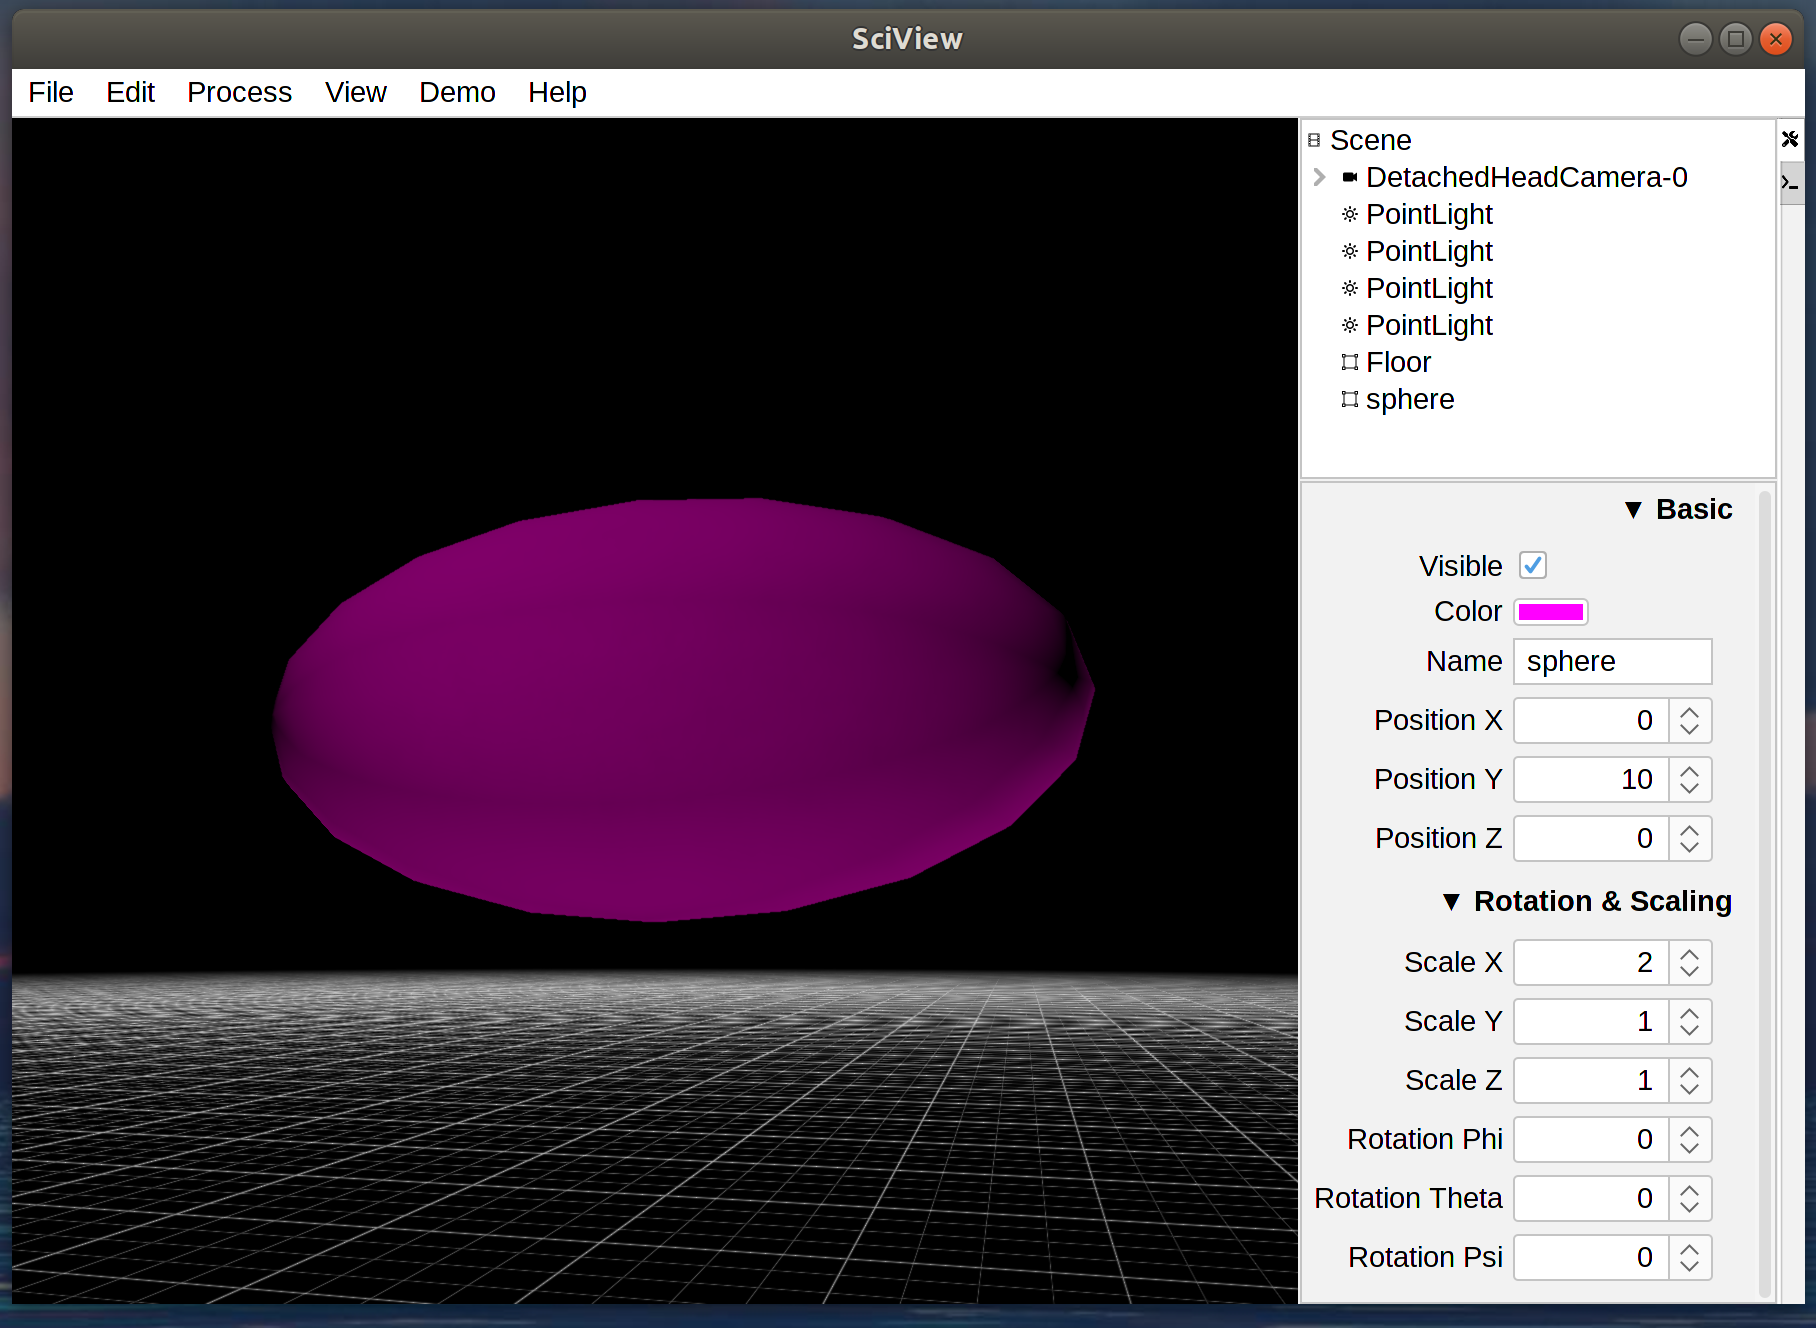 SciView
File Edit Process View Demo Help
Scene
DetachedHeadCamera-0
PointLight
PointLight
PointLight
PointLight
Floor
sphere
▼ Basic
Visible
Color
Name sphere
Position X 0
Position Y 10
Position Z 0
▼ Rotation & Scaling
Scale X 2
Scale Y 1
Scale Z 1
Rotation Phi 0
Rotation Theta 0
Rotation Psi 0